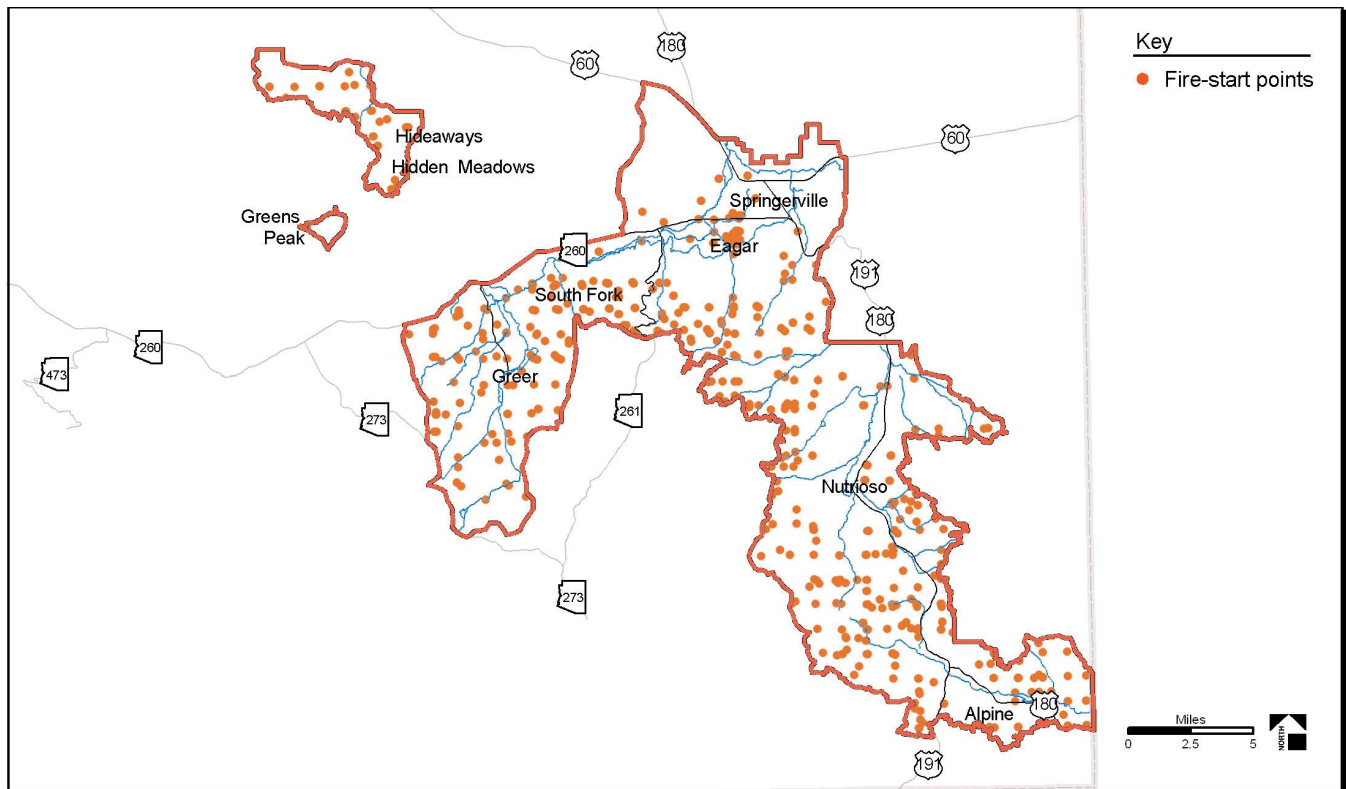 180
60
Key
Fire-start points
60
Hideaways
Hidden Meadows
Springerville
Greens
Peak
260
Eagar
191
South Fork
180
260
473
Greer
273
261
Nutrioso
273
180
Alpine
Miles
0 2.5 5
NORTH
191